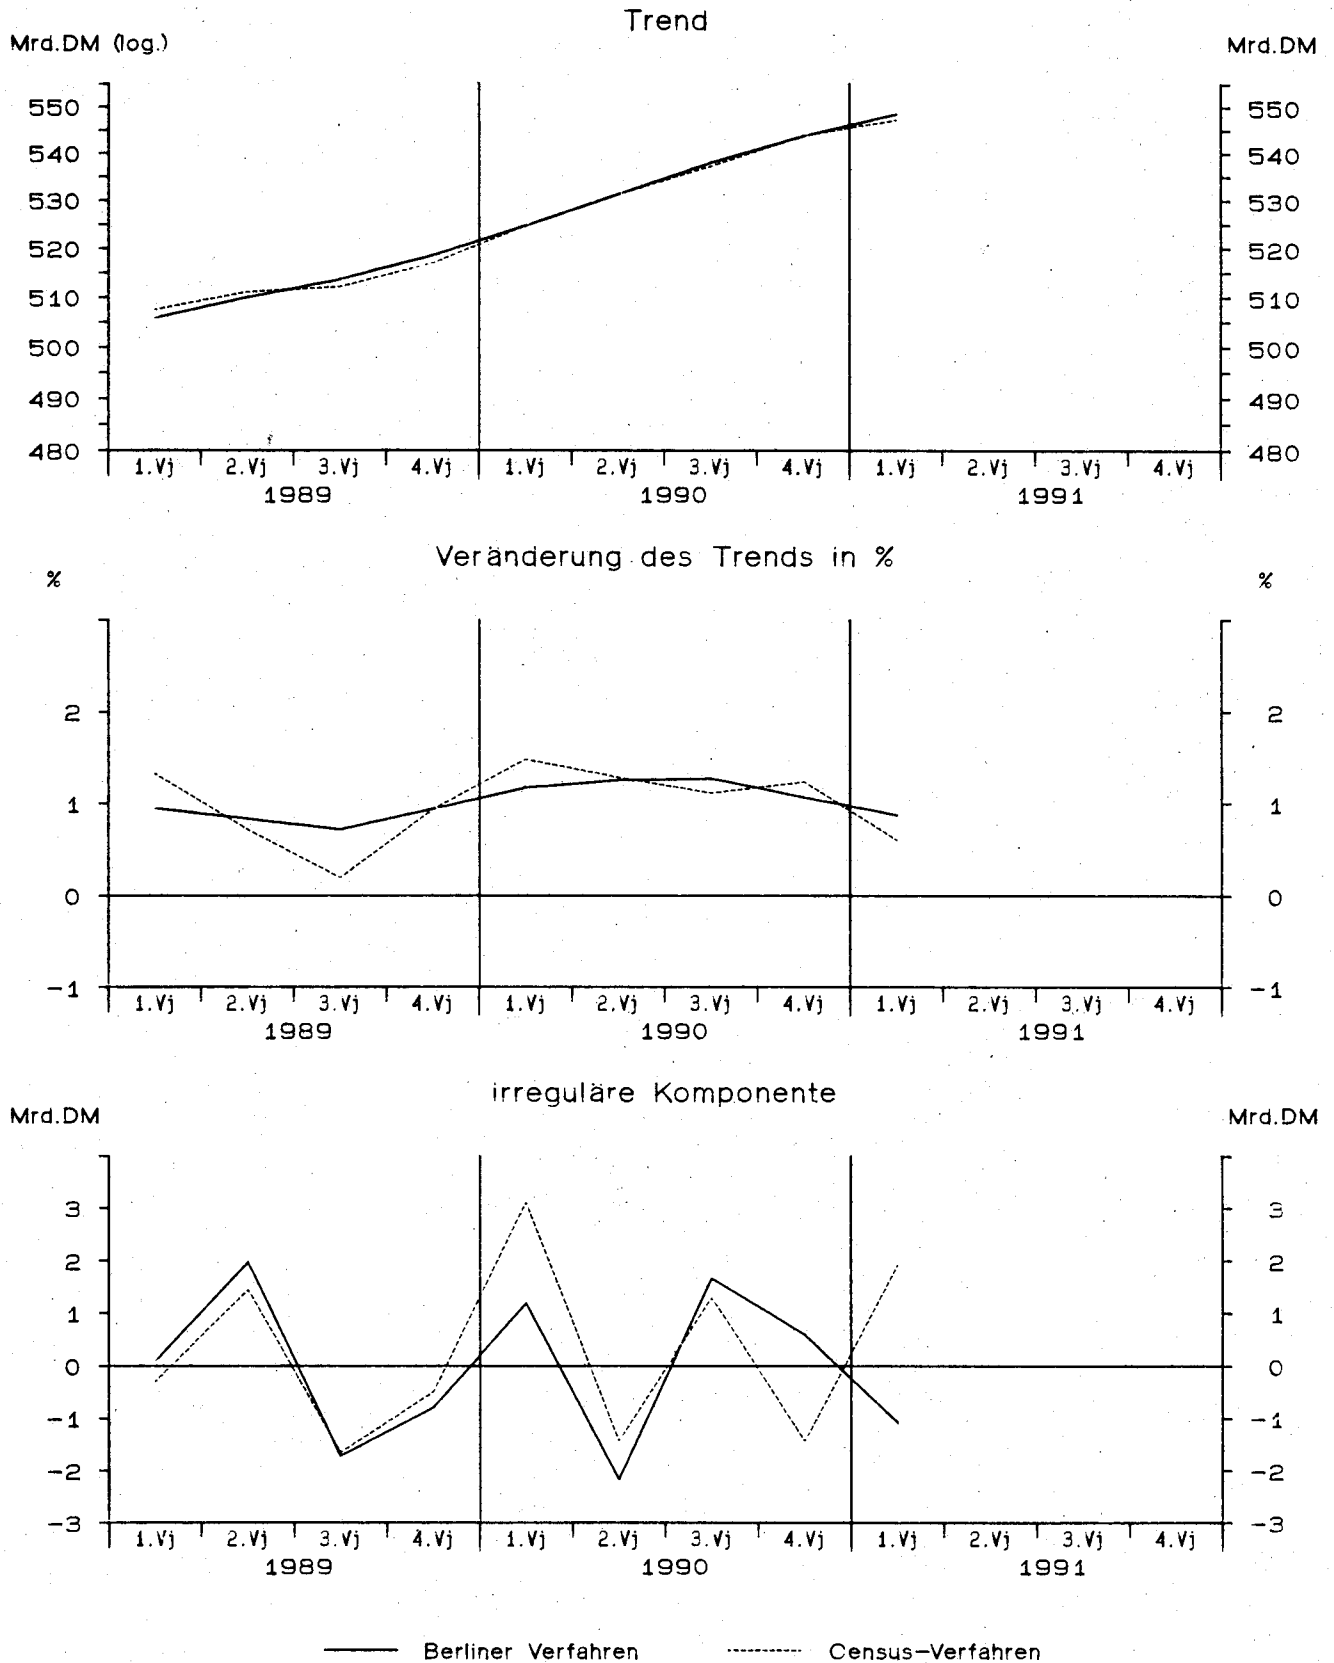 Trend
Mrd.DM (log.) Mrd.DM
550 550
540 540
530 530
520 520
510 510
500 500
490 490
480 480
1.Vj 2.Vj 3.Vj 4.Vj 1.Vj 2.Vj 3.Vj 4.Vj 1.Vj 2.Vj 3.Vj 4.Vj
1989 1990 1991
Veränderung des Trends in %
% %
2 2
1 1
0 0
-1 -1
1.Vj 2.Vj 3.Vj 4.Vj 1.Vj 2.Vj 3.Vj 4.Vj 1.Vj 2.Vj 3.Vj 4.Vj
1989 1990 1991
irreguläre Komponente
Mrd.DM Mrd.DM
3 3
2 2
1 1
0 0
-1 -1
-2 -2
-3 -3
1.Vj 2.Vj 3.Vj 4.Vj 1.Vj 2.Vj 3.Vj 4.Vj 1.Vj 2.Vj 3.Vj 4.Vj
1989 1990 1991
Berliner Verfahren Census-Verfahren